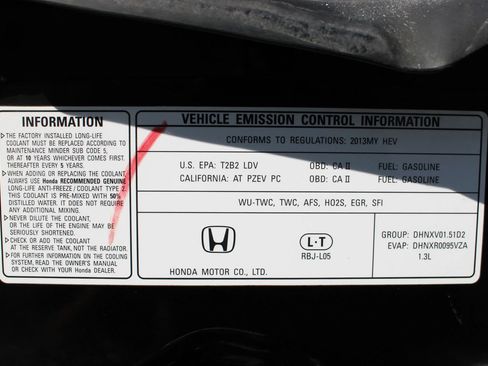 INFORMATION
▷THE FACTORY INSTALLED LONG-LIFE
COOLANT MUST BE REPLACED ACCORDING TO
MAINTENANCE MINDER SUB CODE 5,
OR AT 10 YEARS WHICHEVER COMES FIRST.
THEREAFTER EVERY 5 YEARS.
▷WHEN ADDING OR REPLACING THE COOLANT
ALWAYS USE Honda RECOMMENDED GENUINE
LONG-LIFE ANTI-FREEZE/COOLANT TYPE 2.
THIS COOLANT IS PRE-MIXED WITH 50%
DISTILLED WATER. IT DOES NOT REQUIRE
ANY ADDITIONAL MIXING.
▷NEVER DILUTE THE COOLANT,
OR THE LIFE OF THE ENGINE MAY BE
SERIOUSLY SHORTENED.
▷CHECK OR ADD THE COOLANT
AT THE RESERVE TANK, NOT THE RADIATOR.
▷FOR FURTHER INFORMATION ON THE COOLING
SYSTEM, READ THE OWNER'S MANUAL
OR CHECK WITH YOUR Honda DEALER.
VEHICLE EMISSION CONTROL INFORMATION
CONFORMS TO REGULATIONS: 2013MY HEV
U.S. EPA: T2B2 LDV OBD: CA II FUEL: GASOLINE
CALIFORNIA: AT PZEV PC OBD: CA II FUEL: GASOLINE
WU-TWC, TWC, AFS, HO2S, EGR, SFI
HONDA MOTOR CO., LTD.
L·T
RBJ-L05
GROUP: DHNXV01.51D2
EVAP: DHNXR0095VZA
1.3L